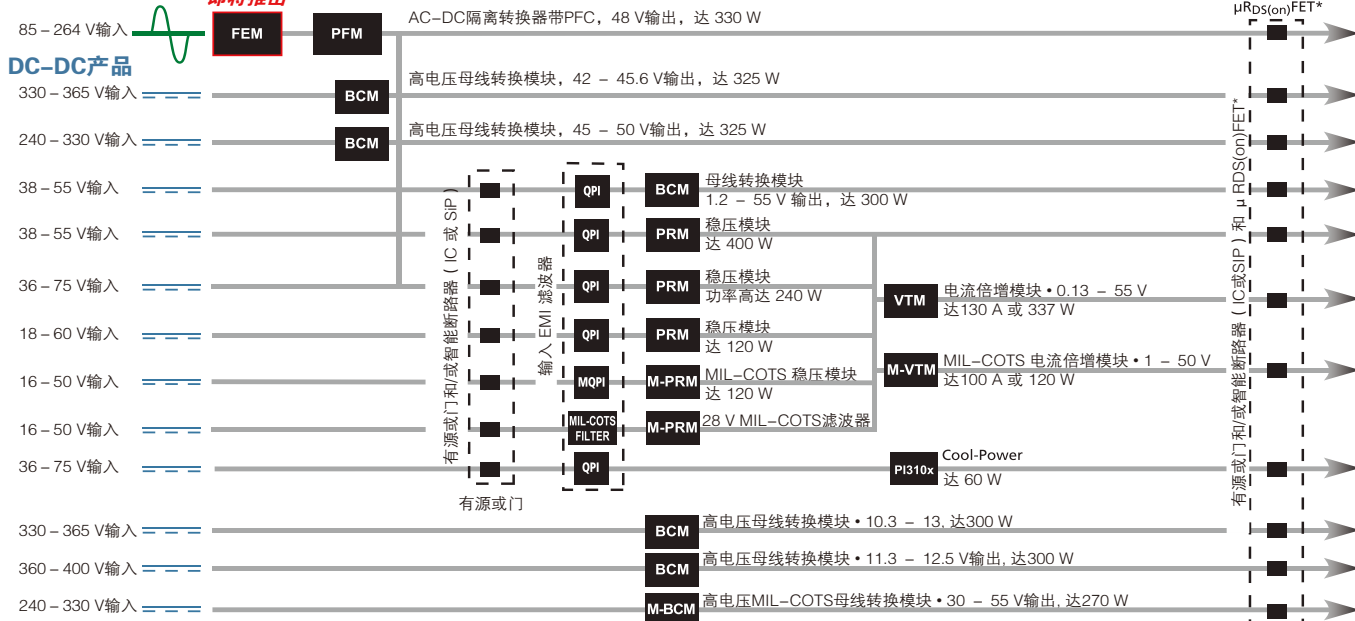 即将推出
μRDS(on)FET*
85 – 264 V输入
FEM
PFM
AC–DC隔离转换器带PFC，48 V输出，达 330 W
DC–DC产品
330 – 365 V输入
BCM
高电压母线转换模块，42 – 45.6 V输出，达 325 W
240 – 330 V输入
BCM
高电压母线转换模块，45 – 50 V输出，达 325 W
38 – 55 V输入
QPI
BCM
母线转换模块
1.2 – 55 V 输出，达 300 W
38 – 55 V输入
QPI
PRM
稳压模块
达 400 W
36 – 75 V输入
QPI
PRM
稳压模块
功率高达 240 W
VTM
电流倍增模块 • 0.13 – 55 V
达130 A 或 337 W
18 – 60 V输入
QPI
PRM
稳压模块
达 120 W
16 – 50 V输入
MQPI
M-PRM
MIL–COTS 稳压模块
达 120 W
M-VTM
MIL–COTS 电流倍增模块 • 1 – 50 V
达100 A 或 120 W
16 – 50 V输入
MIL-COTS
FILTER
M-PRM
28 V MIL–COTS滤波器
36 – 75 V输入
QPI
PI310x
Cool-Power
达 60 W
有源或门和/或智能断路器（ IC 或 SiP ）
输入 EMI 滤波器
有源或门和/或智能断路器（ IC或SIP ）和 μ RDS(on)FET*
有源或门
330 – 365 V输入
BCM
高电压母线转换模块 • 10.3 – 13, 达300 W
360 – 400 V输入
BCM
高电压母线转换模块 • 11.3 – 12.5 V输出, 达300 W
240 – 330 V输入
M-BCM
高电压MIL–COTS母线转换模块 • 30 – 55 V输出, 达270 W